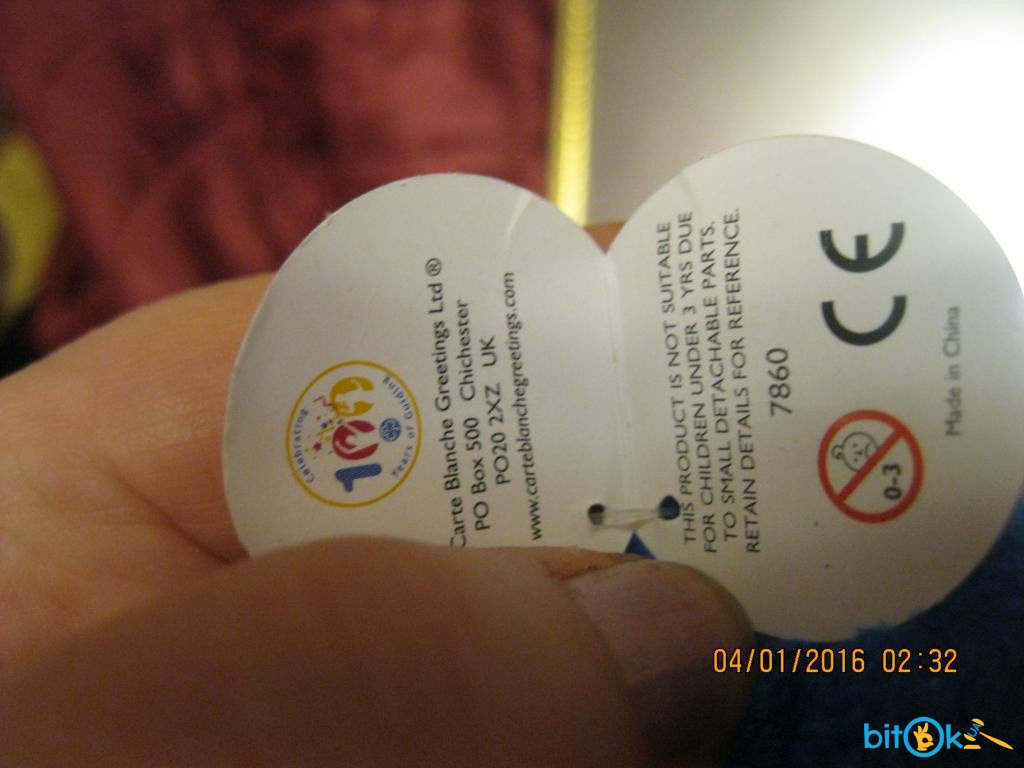 Celebrating
100
Years of Guiding
Carte Blanche Greetings Ltd ®
PO Box 500 Chichester
PO20 2XZ UK
www.carteblanchegreetings.com
THIS PRODUCT IS NOT SUITABLE
FOR CHILDREN UNDER 3 YRS DUE
TO SMALL DETACHABLE PARTS.
RETAIN DETAILS FOR REFERENCE.
7860
0-3
CE
Made in China
04/01/2016 02:32
bitOk
UA